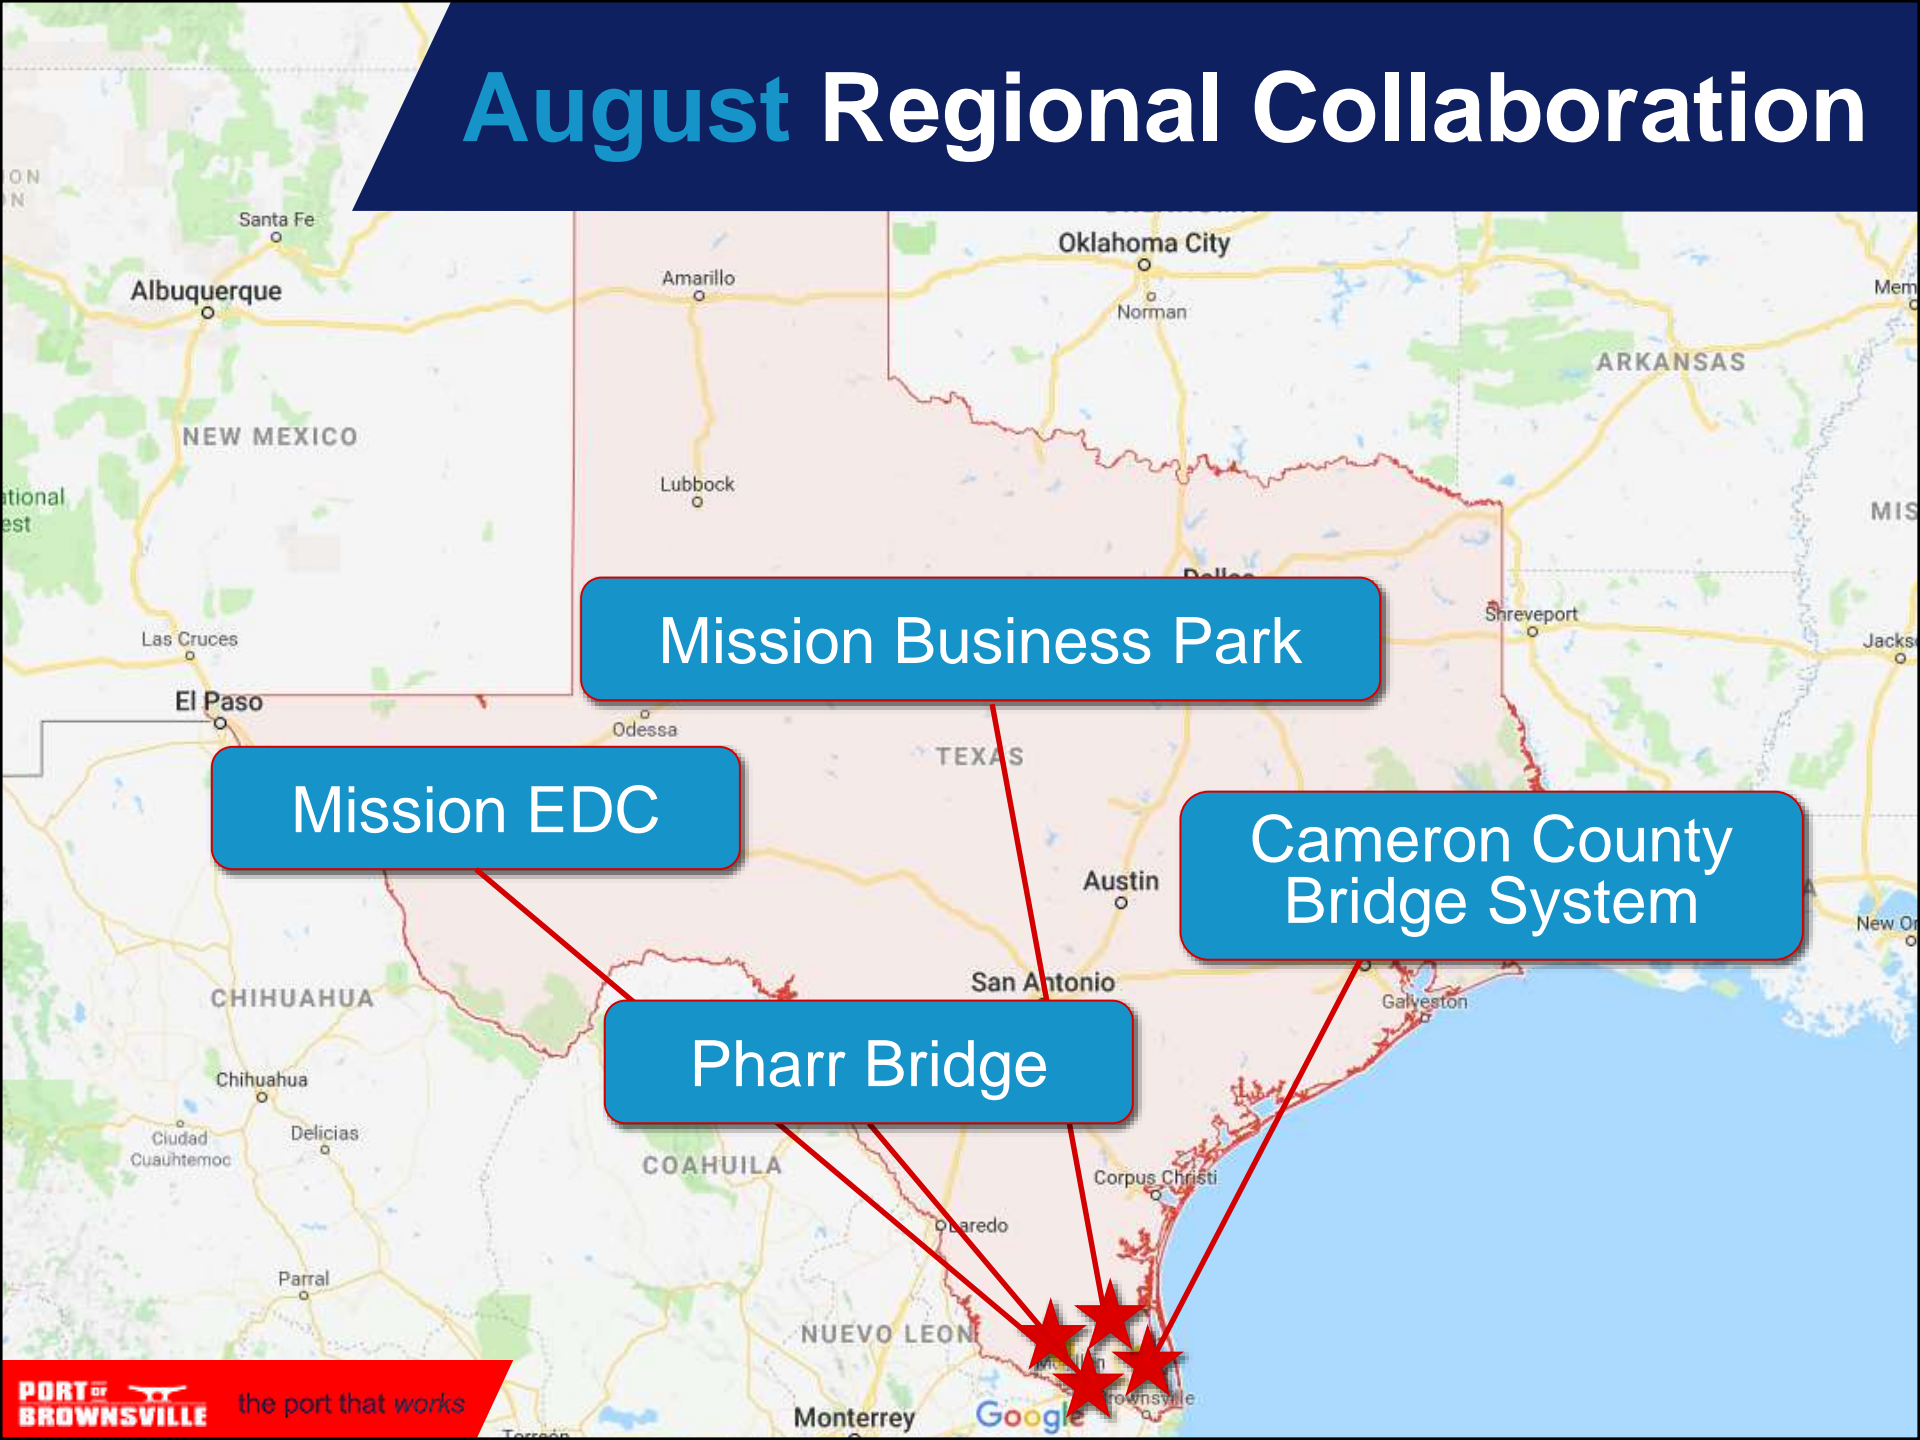 August Regional Collaboration
Santa Fe
Oklahoma City
Amarillo
Albuquerque
Norman
ARKANSAS
NEW MEXICO
Lubbock
Mission Business Park
Shreveport
Las Cruces
El Paso
Odessa
TEXAS
Mission EDC
Cameron County
Bridge System
Austin
San Antonio
CHIHUAHUA
Galveston
Pharr Bridge
Chihuahua
Delicias
Ciudad
Cuauhtemoc
COAHUILA
Corpus Christi
Laredo
Parral
NUEVO LEON
PORT OF
BROWNSVILLE
the port that works
Monterrey
Google